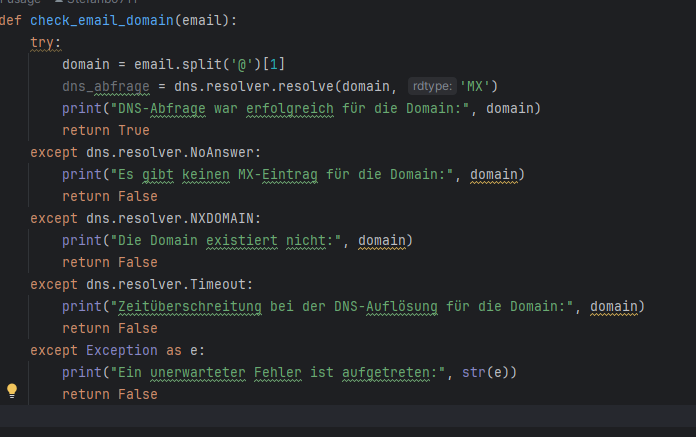 def check_email_domain(email):
try:
domain = email.split('@')[1]
dns_abfrage = dns.resolver.resolve(domain, rdtype: 'MX')
print("DNS-Abfrage war erfolgreich für die Domain:", domain)
return True
except dns.resolver.NoAnswer:
print("Es gibt keinen MX-Eintrag für die Domain:", domain)
return False
except dns.resolver.NXDOMAIN:
print("Die Domain existiert nicht:", domain)
return False
except dns.resolver.Timeout:
print("Zeitüberschreitung bei der DNS-Auflösung für die Domain:", domain)
return False
except Exception as e:
print("Ein unerwarteter Fehler ist aufgetreten:", str(e))
return False